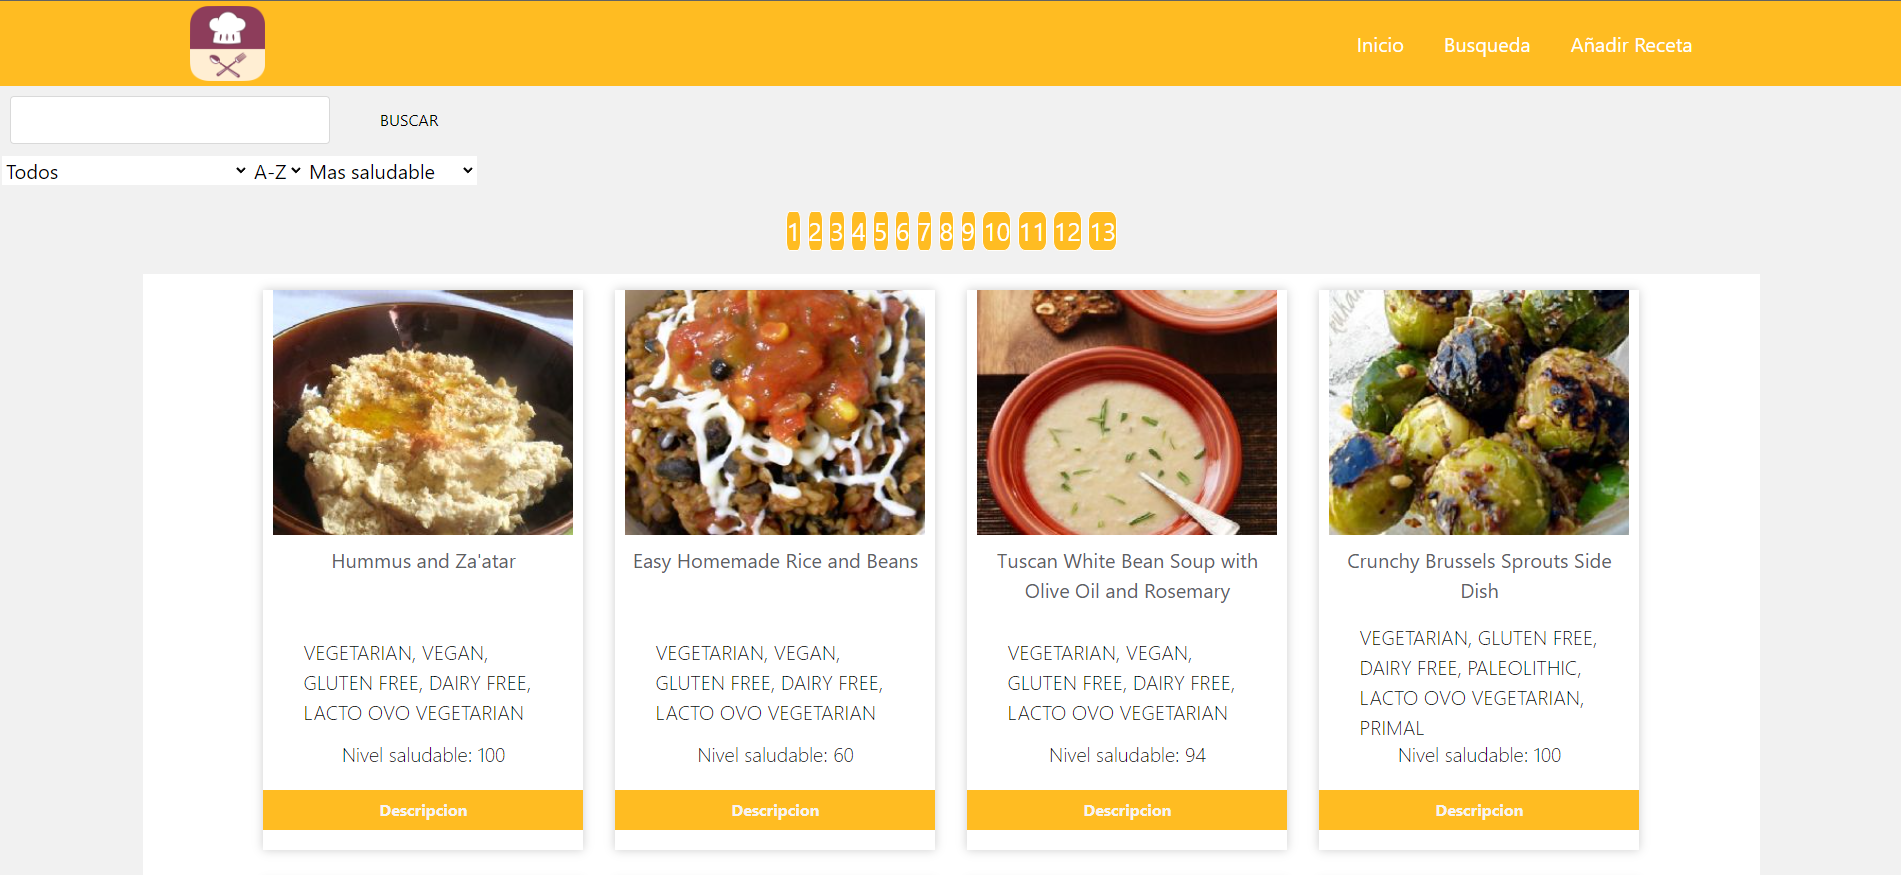 Inicio Busqueda Añadir Receta
BUSCAR
Todos A-Z Mas saludable
1 2 3 4 5 6 7 8 9 10 11 12 13
Hummus and Za'atar
VEGETARIAN, VEGAN,
GLUTEN FREE, DAIRY FREE,
LACTO OVO VEGETARIAN
Nivel saludable: 100
Descripcion
Easy Homemade Rice and Beans
VEGETARIAN, VEGAN,
GLUTEN FREE, DAIRY FREE,
LACTO OVO VEGETARIAN
Nivel saludable: 60
Descripcion
Tuscan White Bean Soup with
Olive Oil and Rosemary
VEGETARIAN, VEGAN,
GLUTEN FREE, DAIRY FREE,
LACTO OVO VEGETARIAN
Nivel saludable: 94
Descripcion
Crunchy Brussels Sprouts Side
Dish
VEGETARIAN, GLUTEN FREE,
DAIRY FREE, PALEOLITHIC,
LACTO OVO VEGETARIAN,
PRIMAL
Nivel saludable: 100
Descripcion